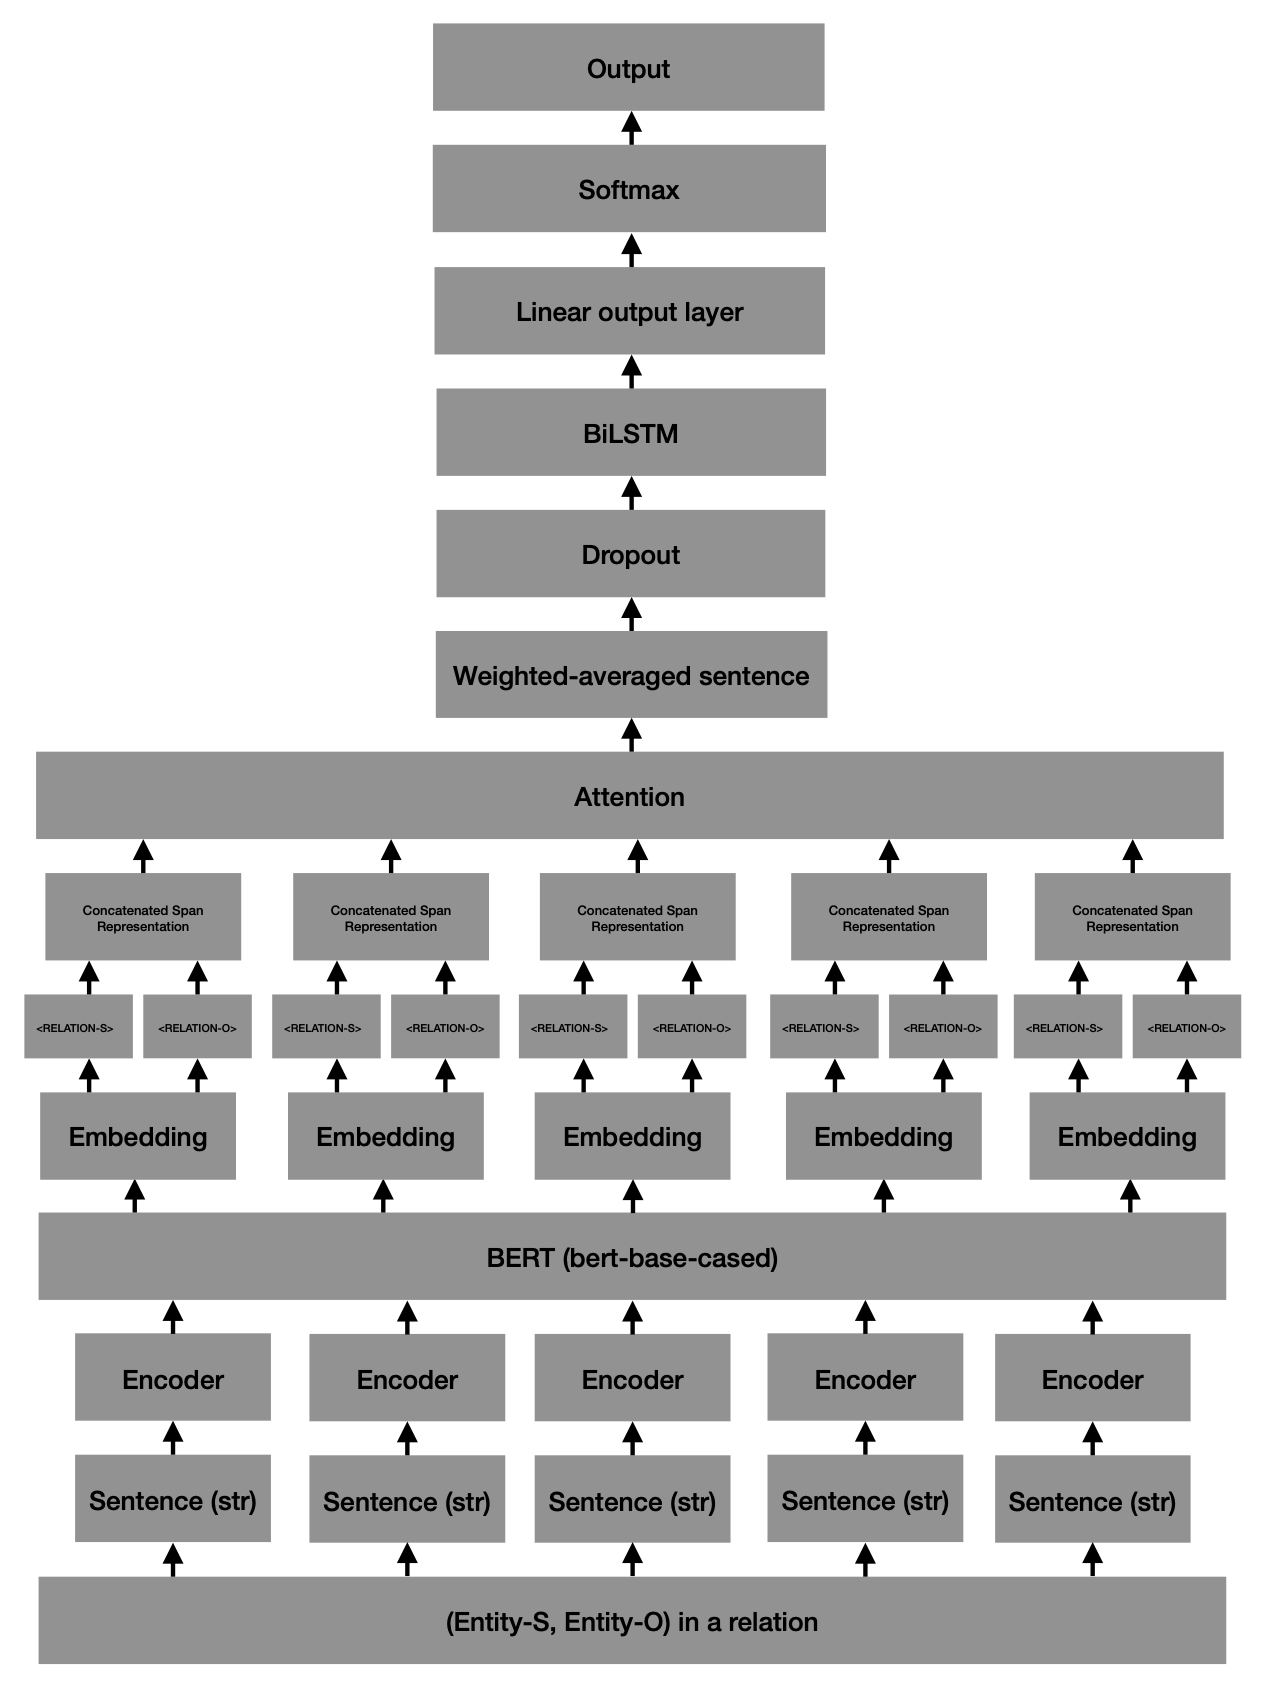 Output
Softmax
Linear output layer
BiLSTM
Dropout
Weighted-averaged sentence
Attention
Concatenated Span
Representation
Concatenated Span
Representation
Concatenated Span
Representation
Concatenated Span
Representation
Concatenated Span
Representation
<RELATION-S> <RELATION-O> <RELATION-S> <RELATION-O> <RELATION-S> <RELATION-O> <RELATION-S> <RELATION-O> <RELATION-S> <RELATION-O>
Embedding Embedding Embedding Embedding Embedding
BERT (bert-base-cased)
Encoder Encoder Encoder Encoder Encoder
Sentence (str) Sentence (str) Sentence (str) Sentence (str) Sentence (str)
(Entity-S, Entity-O) in a relation